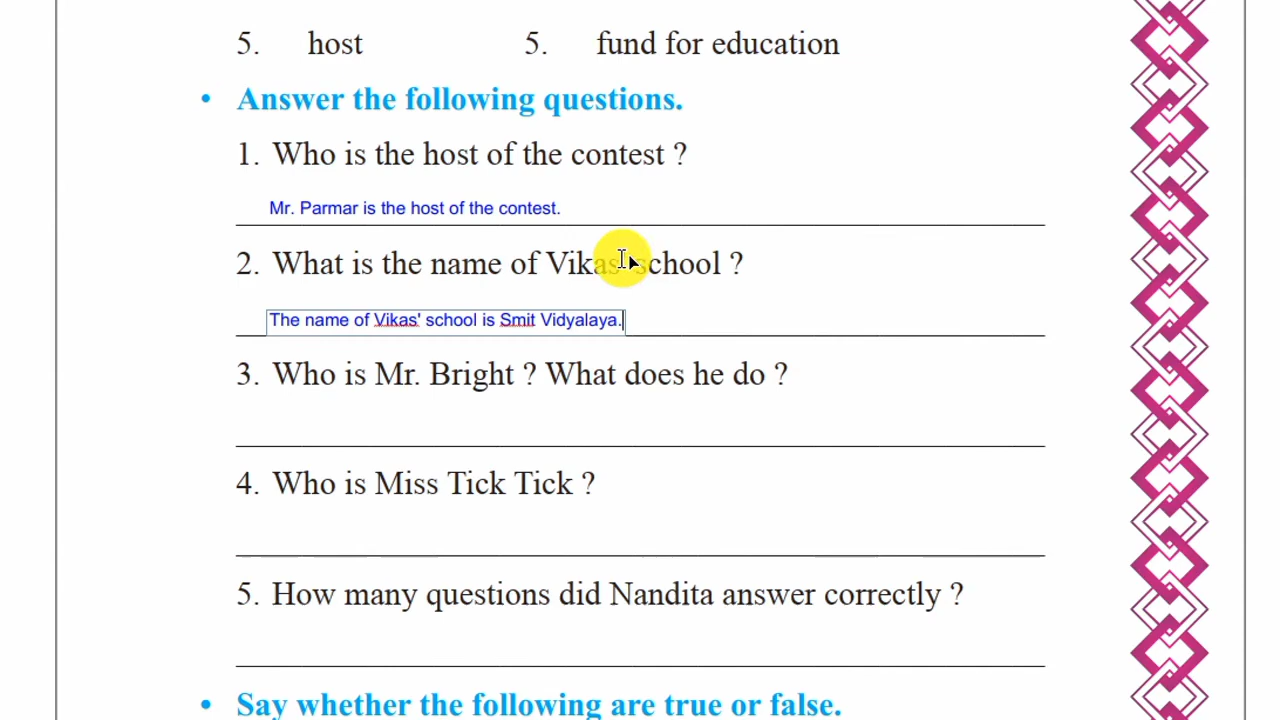 5. host 5. fund for education
• Answer the following questions.
1. Who is the host of the contest ?
Mr. Parmar is the host of the contest.
2. What is the name of Vikas' school ?
The name of Vikas' school is Smit Vidyalaya.
3. Who is Mr. Bright ? What does he do ?
4. Who is Miss Tick Tick ?
5. How many questions did Nandita answer correctly ?
• Say whether the following are true or false.